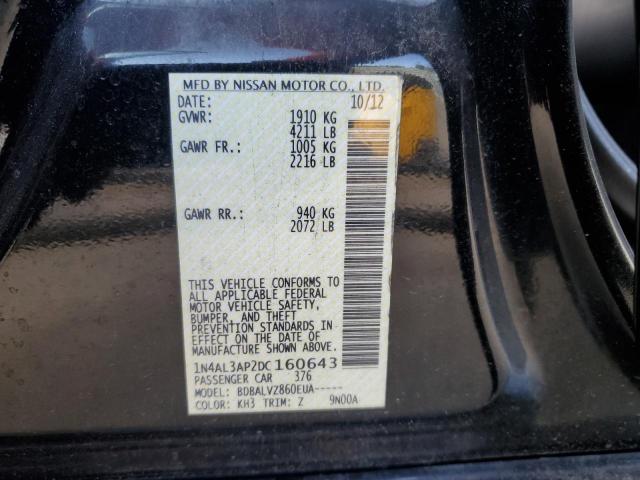 MFD BY NISSAN MOTOR CO., LTD.
DATE: 10/12
GVWR: 1910 KG
4211 LB
GAWR FR.: 1005 KG
2216 LB
GAWR RR.: 940 KG
2072 LB
THIS VEHICLE CONFORMS TO
ALL APPLICABLE FEDERAL
MOTOR VEHICLE SAFETY,
BUMPER, AND THEFT
PREVENTION STANDARDS IN
EFFECT ON THE DATE OF
MANUFACTURE SHOWN ABOVE.
1N4AL3AP2DC160643
PASSENGER CAR 376
MODEL: BDBALVZ860EUA-----
COLOR: KH3 TRIM: Z 9N00A